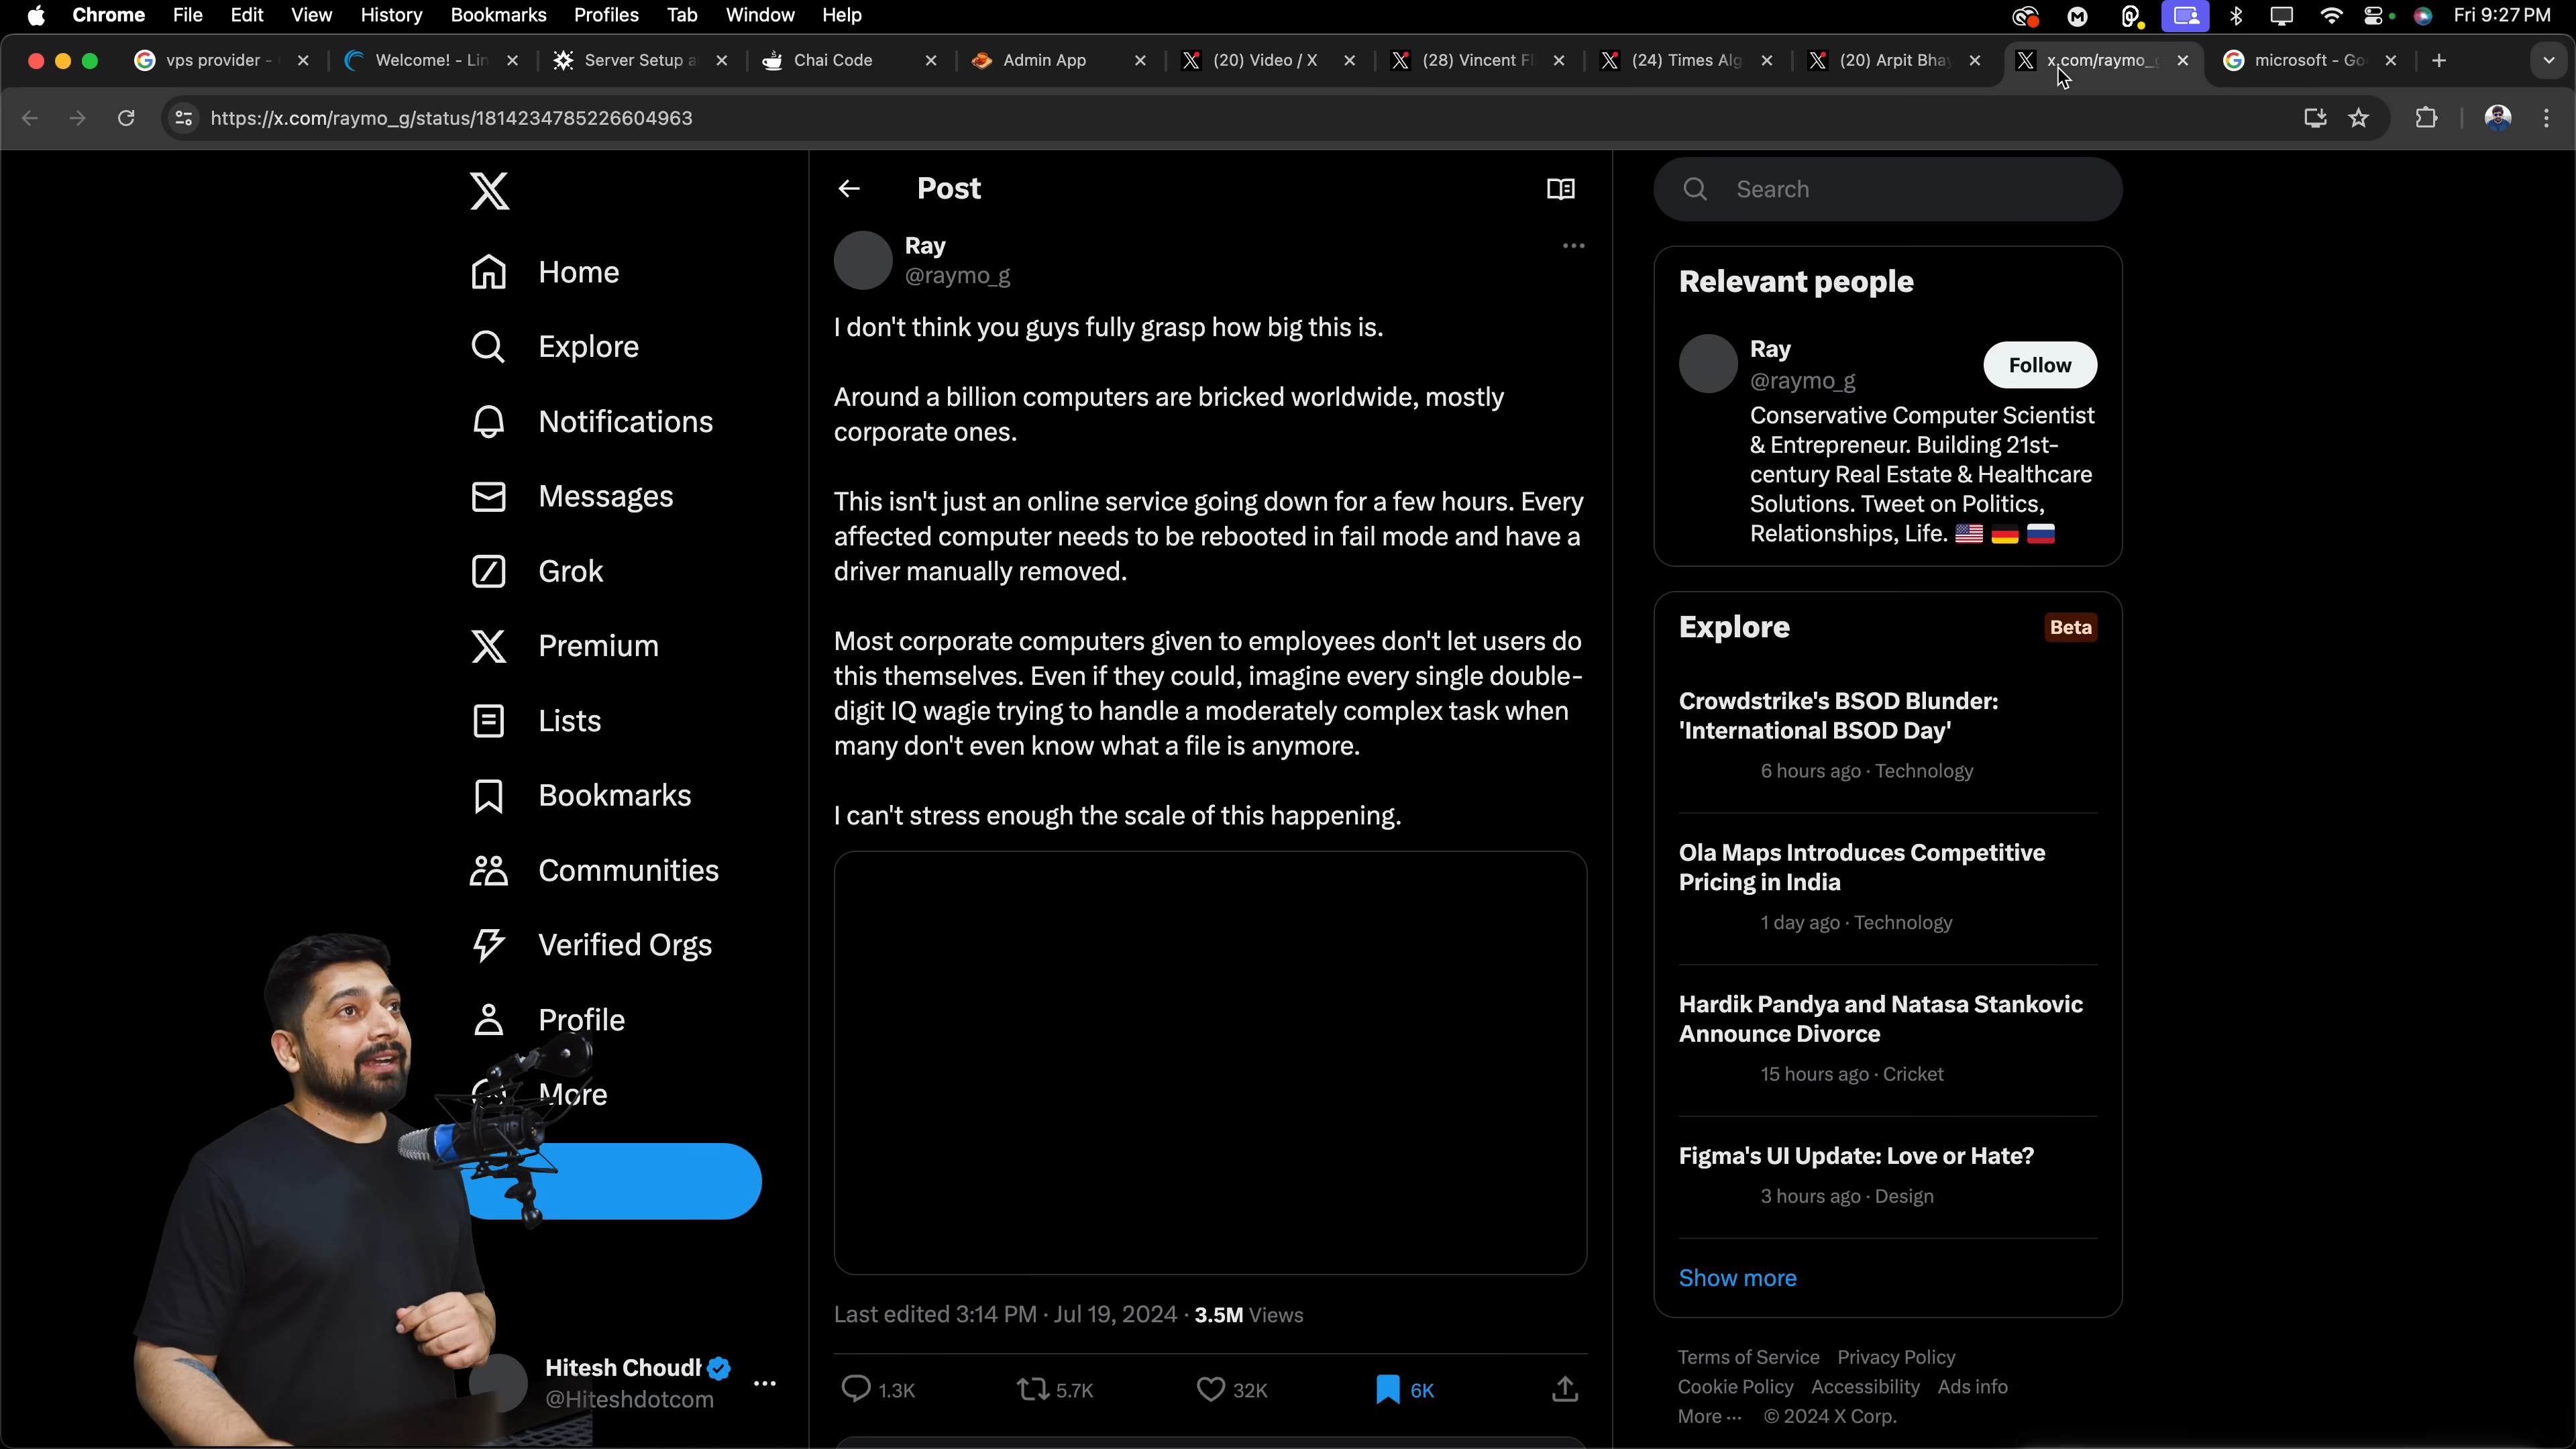 Chrome File Edit View History Bookmarks Profiles Tab Window Help
Fri 9:27 PM
vps provider -
Welcome! - Lin
Server Setup a
Chai Code
Admin App
(20) Video / X
(28) Vincent Fl
(24) Times Alg
(20) Arpit Bhay
x.com/raymo_g
microsoft - Go
https://x.com/raymo_g/status/1814234785226604963
Home
Explore
Notifications
Messages
Grok
Premium
Lists
Bookmarks
Communities
Verified Orgs
Profile
More
Hitesh Choudh
@Hiteshdotcom
Post
Ray
@raymo_g
I don't think you guys fully grasp how big this is.
Around a billion computers are bricked worldwide, mostly
corporate ones.
This isn't just an online service going down for a few hours. Every
affected computer needs to be rebooted in fail mode and have a
driver manually removed.
Most corporate computers given to employees don't let users do
this themselves. Even if they could, imagine every single double-
digit IQ wagie trying to handle a moderately complex task when
many don't even know what a file is anymore.
I can't stress enough the scale of this happening.
Last edited 3:14 PM · Jul 19, 2024 · 3.5M Views
1.3K 5.7K 32K 6K
Search
Relevant people
Ray
@raymo_g
Follow
Conservative Computer Scientist
& Entrepreneur. Building 21st-
century Real Estate & Healthcare
Solutions. Tweet on Politics,
Relationships, Life. 🇺🇸 🇩🇪 🇷🇺
Explore
Beta
Crowdstrike's BSOD Blunder:
'International BSOD Day'
6 hours ago · Technology
Ola Maps Introduces Competitive
Pricing in India
1 day ago · Technology
Hardik Pandya and Natasa Stankovic
Announce Divorce
15 hours ago · Cricket
Figma's UI Update: Love or Hate?
3 hours ago · Design
Show more
Terms of Service Privacy Policy
Cookie Policy Accessibility Ads info
More ··· © 2024 X Corp.